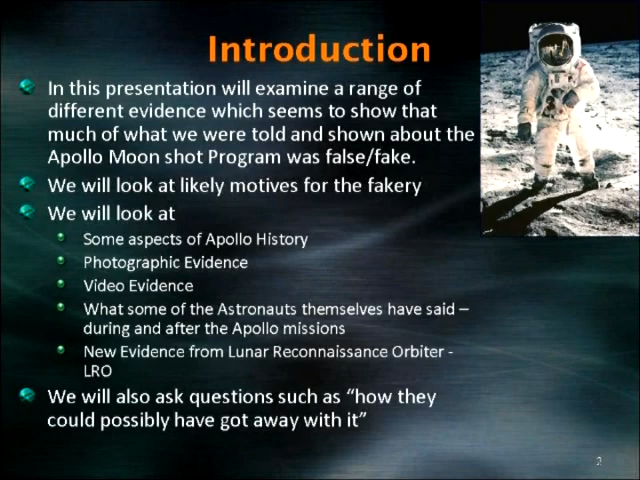 Introduction
In this presentation will examine a range of
different evidence which seems to show that
much of what we were told and shown about the
Apollo Moon shot Program was false/fake.
We will look at likely motives for the fakery
We will look at
Some aspects of Apollo History
Photographic Evidence
Video Evidence
What some of the Astronauts themselves have said –
during and after the Apollo missions
New Evidence from Lunar Reconnaissance Orbiter -
LRO
We will also ask questions such as “how they
could possibly have got away with it”
2